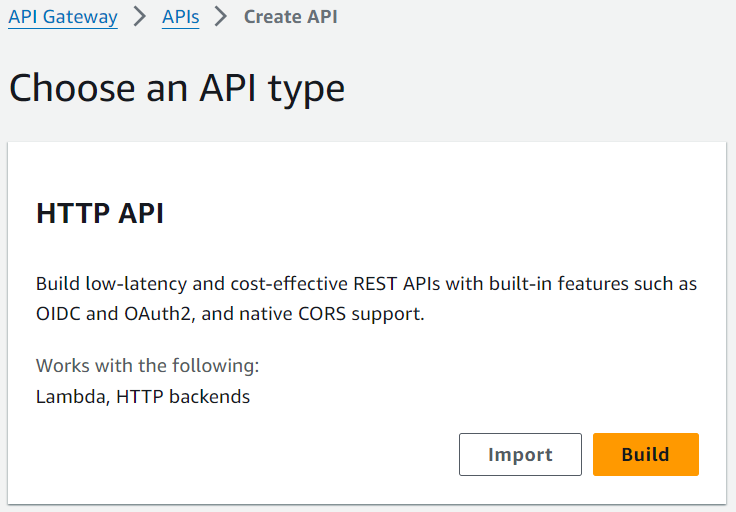 API Gateway > APIs > Create API
Choose an API type
HTTP API
Build low-latency and cost-effective REST APIs with built-in features such as
OIDC and OAuth2, and native CORS support.
Works with the following:
Lambda, HTTP backends
Import Build